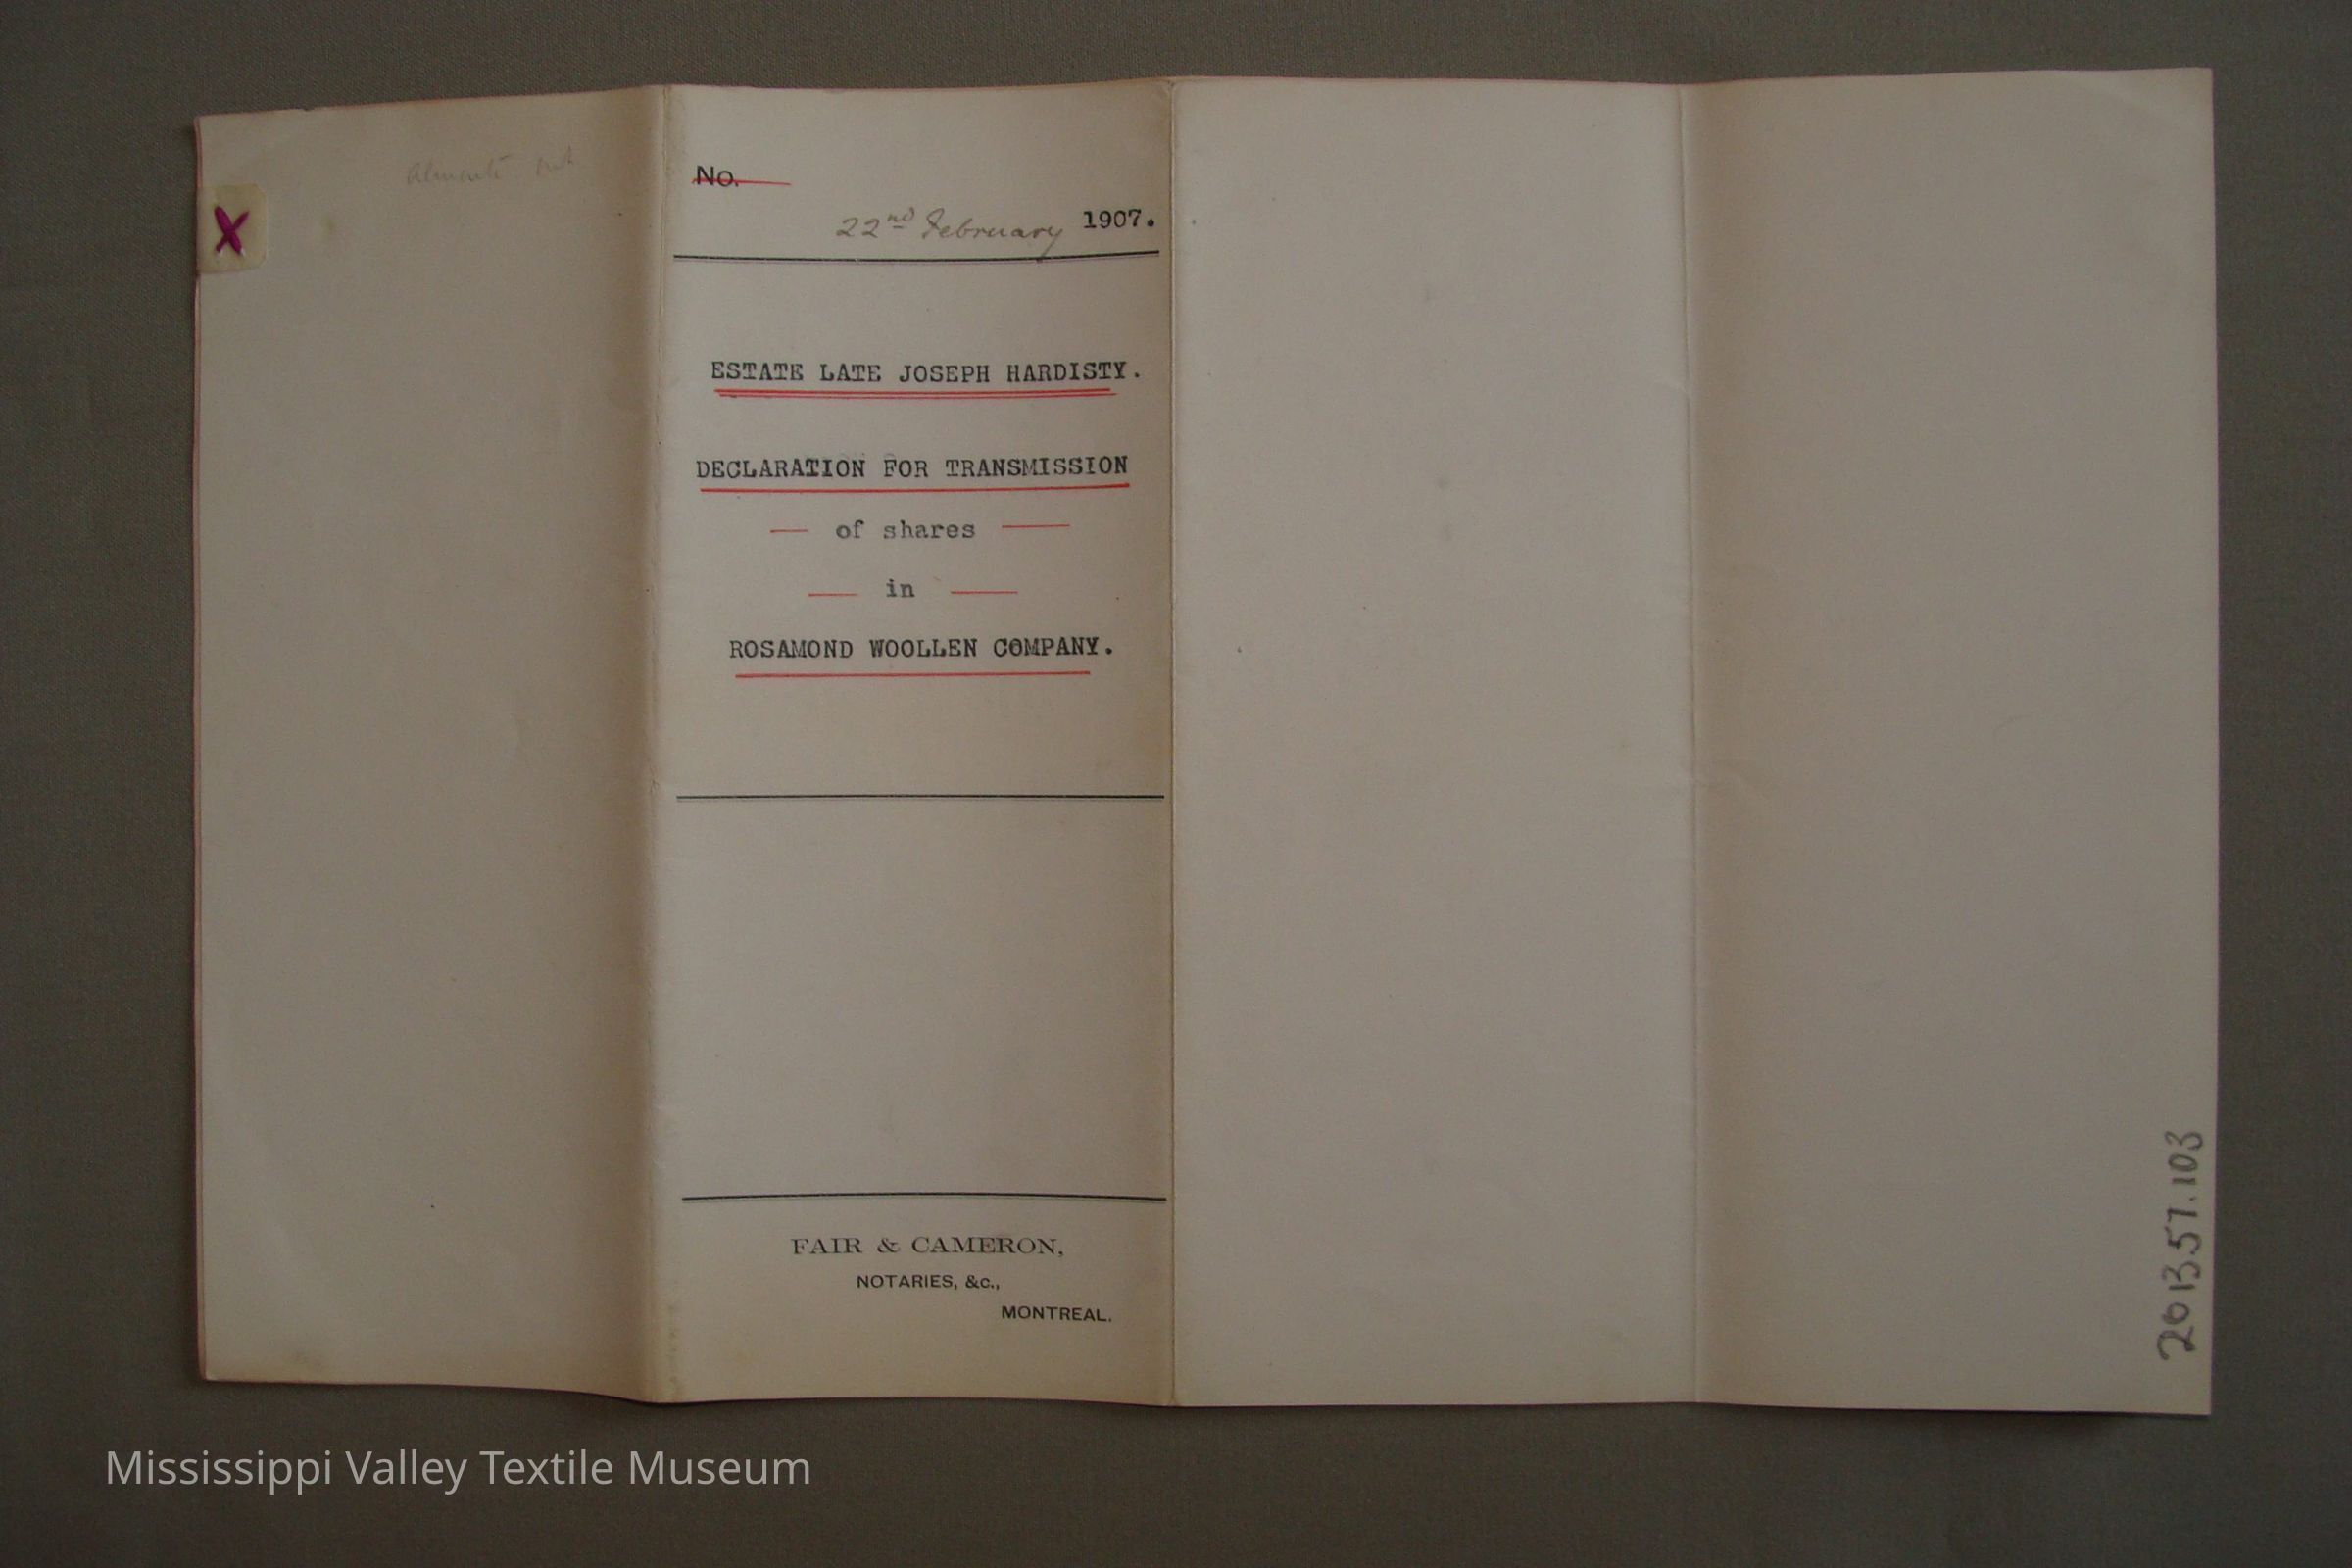 No.
22nd February 1907.
ESTATE LATE JOSEPH HARDISTY.
DECLARATION FOR TRANSMISSION
— of shares —
— in —
ROSAMOND WOOLLEN COMPANY.
FAIR & CAMERON,
NOTARIES, &c.,
MONTREAL.
X
2013.57.103
Mississippi Valley Textile Museum